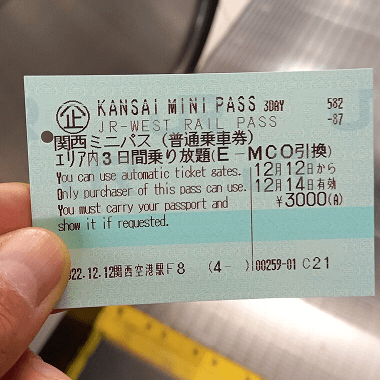 企 KANSAI MINI PASS 3DAY 582
JR-WEST RAIL PASS -87
関西ミニパス (普通乗車券)
エリア内3日間乗り放題(E-MCO引換)
You can use automatic ticket gates. 12月12日から
Only purchaser of this pass can use. 12月14日有効
You must carry your passport and ¥3000(A)
show it if requested.
022.12.12関西空港駅F8 (4- ) 00259-01 C21